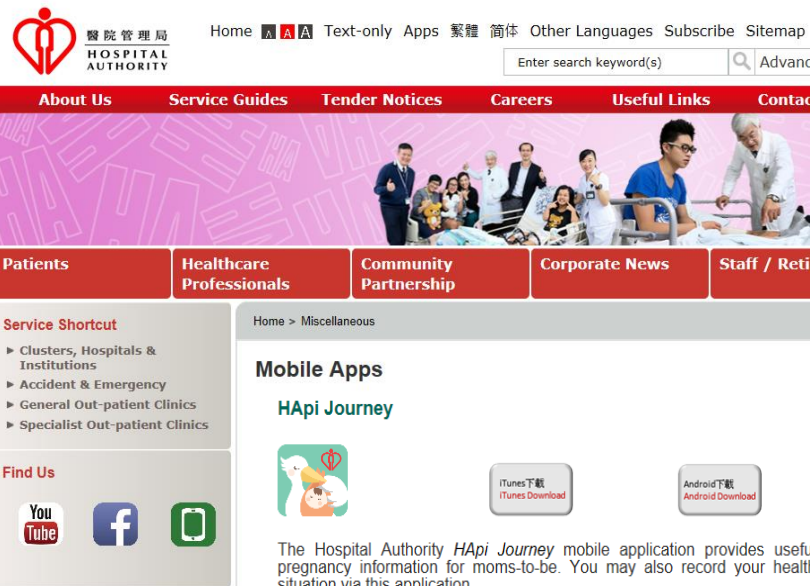 醫院管理局
HOSPITAL
AUTHORITY
Home A A A Text-only Apps 繁體 简体 Other Languages Subscribe Sitemap
Enter search keyword(s)
About Us Service Guides Tender Notices Careers Useful Links
Patients
Healthcare
Professionals
Community
Partnership
Corporate News
Staff /
Service Shortcut
Clusters, Hospitals &
Institutions
Accident & Emergency
General Out-patient Clinics
Specialist Out-patient Clinics
Find Us
You
Tube
f
Home > Miscellaneous
Mobile Apps
HApi Journey
iTunes下載
iTunes Download
Android下載
Android Download
The Hospital Authority HApi Journey mobile application provides
pregnancy information for moms-to-be. You may also record your
situation via this application.